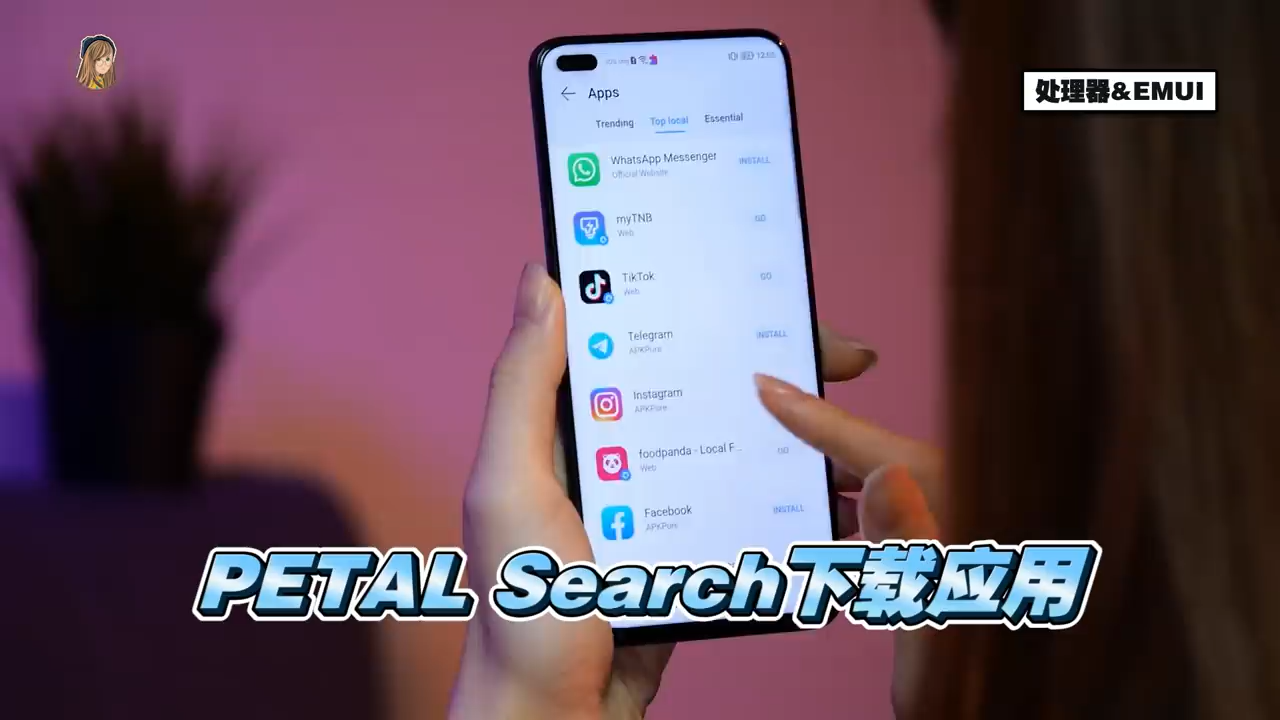 处理器&EMUI
12:05
Apps
Trending
Top local
Essential
WhatsApp Messenger
Official Website
INSTALL
myTNB
Web
GO
TikTok
Web
GO
Telegram
APKPure
INSTALL
Instagram
APKPure
foodpanda - Local F...
Web
GO
Facebook
APKPure
INSTALL
PETAL Search下载应用